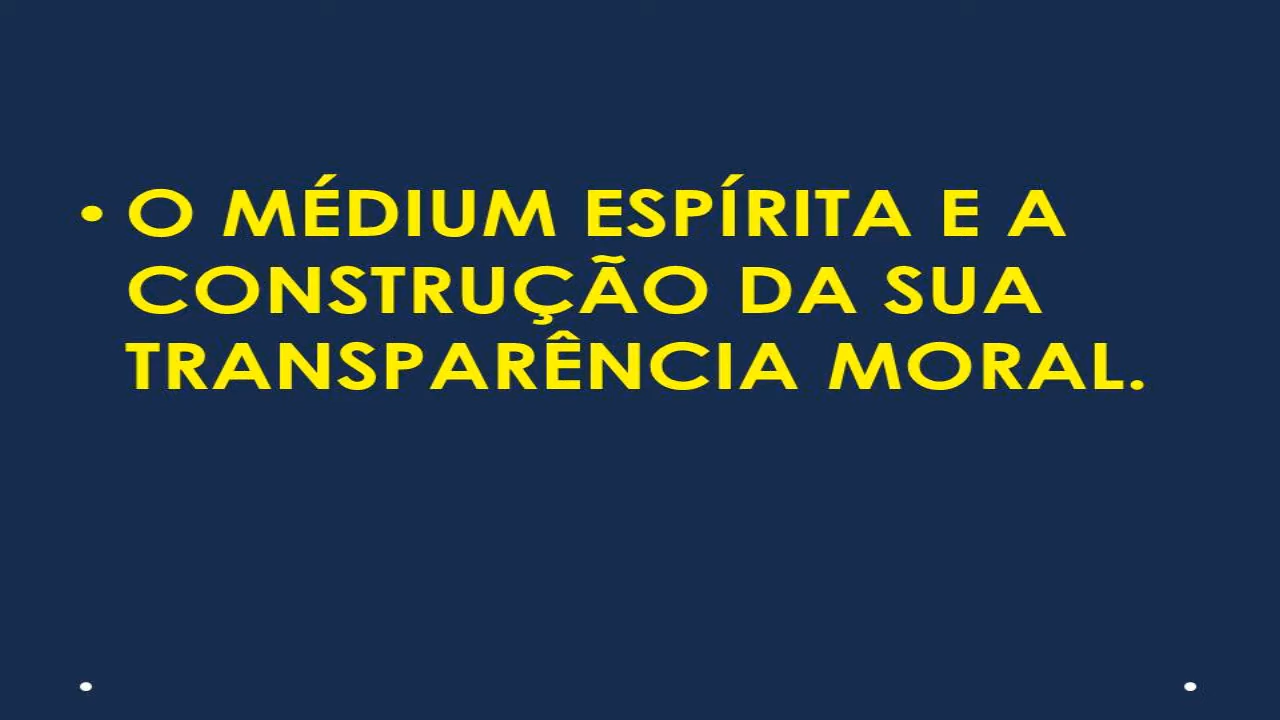 • O MÉDIUM ESPÍRITA E A
CONSTRUÇÃO DA SUA
TRANSPARÊNCIA MORAL.